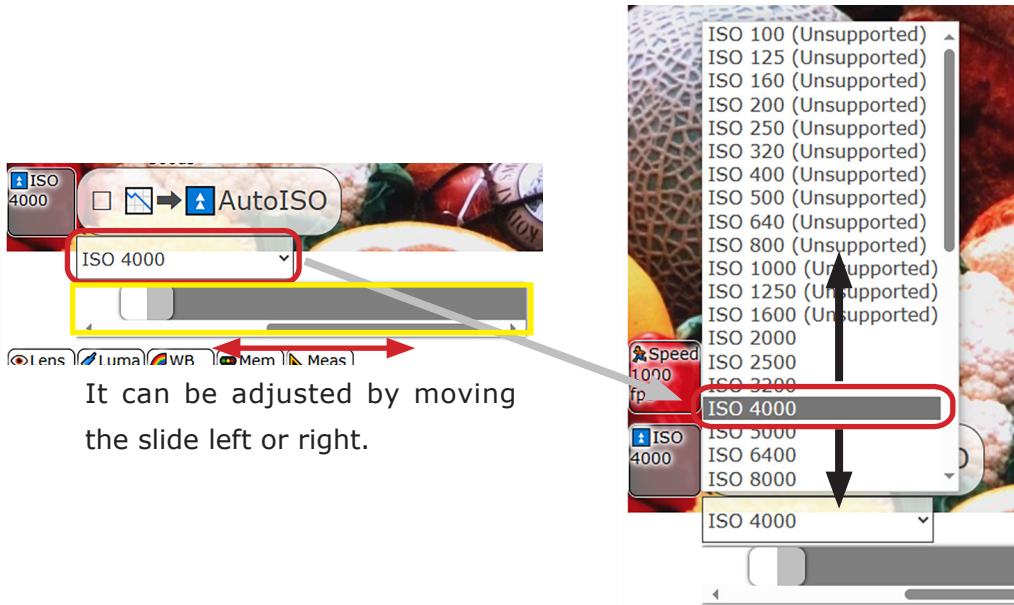 ISO
4000
AutoISO
ISO 4000
Lens
Luma
WB
Mem
Meas
It can be adjusted by moving
the slide left or right.
ISO 100 (Unsupported)
ISO 125 (Unsupported)
ISO 160 (Unsupported)
ISO 200 (Unsupported)
ISO 250 (Unsupported)
ISO 320 (Unsupported)
ISO 400 (Unsupported)
ISO 500 (Unsupported)
ISO 640 (Unsupported)
ISO 800 (Unsupported)
ISO 1000 (Unsupported)
ISO 1250 (Unsupported)
ISO 1600 (Unsupported)
ISO 2000
ISO 2500
ISO 3200
ISO 4000
ISO 5000
ISO 6400
ISO 8000
Speed
1000
ISO
4000
ISO 4000